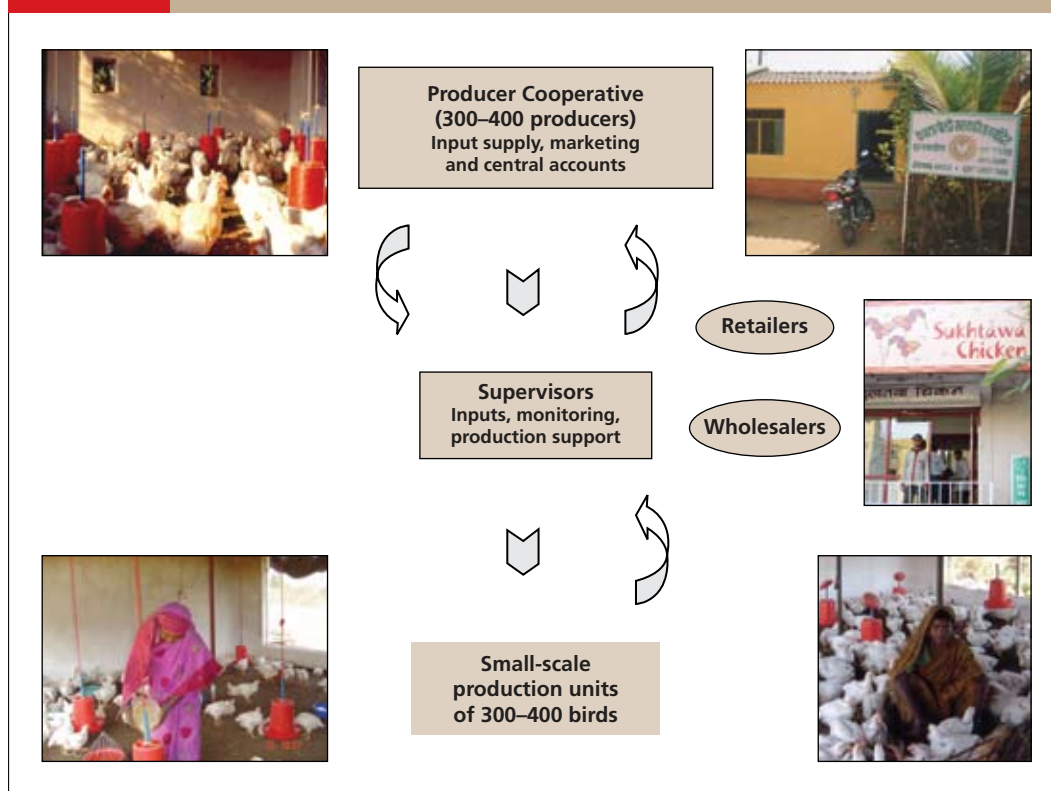 Producer Cooperative
(300–400 producers)
Input supply, marketing
and central accounts
Retailers
Sukhtawa
Chicken
Supervisors
Inputs, monitoring,
production support
Wholesalers
चिकन
Small-scale
production units
of 300–400 birds